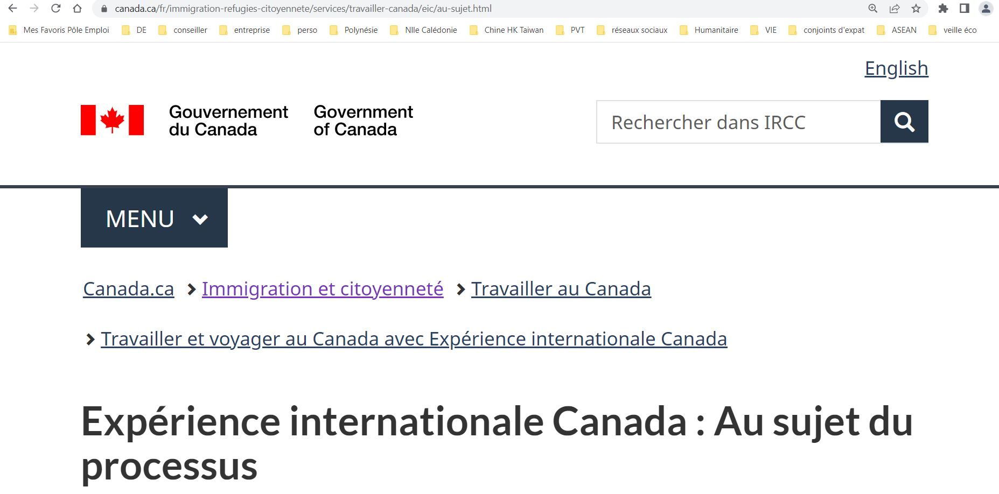 canada.ca/fr/immigration-refugies-citoyennete/services/travailler-canada/eic/au-sujet.html
Mes Favoris Pôle Emploi DE conseiller entreprise perso Polynésie Nlle Calédonie Chine HK Taiwan PVT réseaux sociaux Humanitaire VIE conjoints d'expat ASEAN veille éco
English
Gouvernement du Canada
Government of Canada
Rechercher dans IRCC
MENU
Canada.ca Immigration et citoyenneté Travailler au Canada
Travailler et voyager au Canada avec Expérience internationale Canada
Expérience internationale Canada : Au sujet du
processus